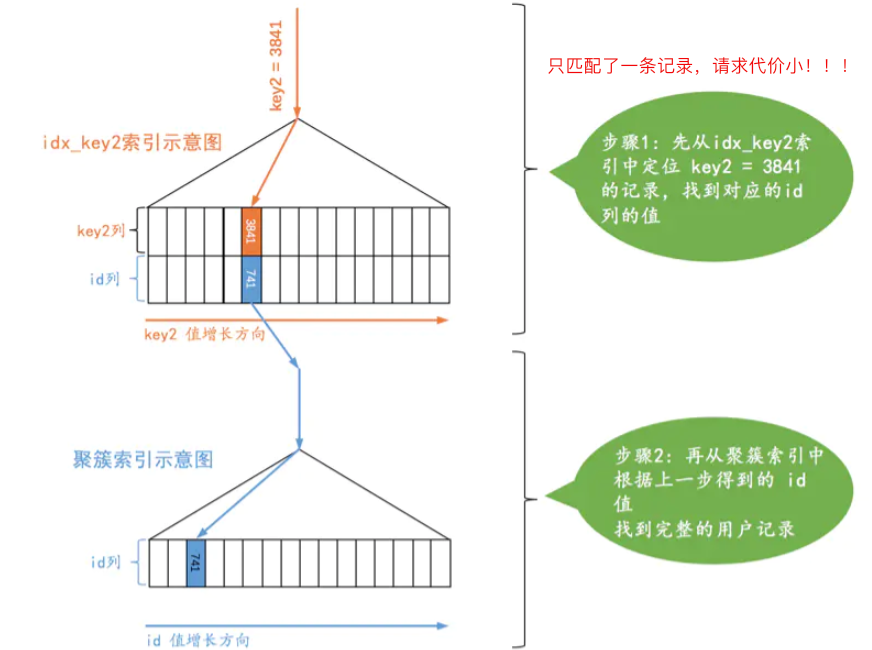 key2 = 3841
只匹配了一条记录，请求代价小！！！
idx_key2索引示意图
步骤1：先从idx_key2索
引中定位 key2 = 3841
的记录，找到对应的id
列的值
key2列
3841
id列
741
key2 值增长方向
聚簇索引示意图
步骤2：再从聚簇索引中
根据上一步得到的 id
值
找到完整的用户记录
id列
741
id 值增长方向